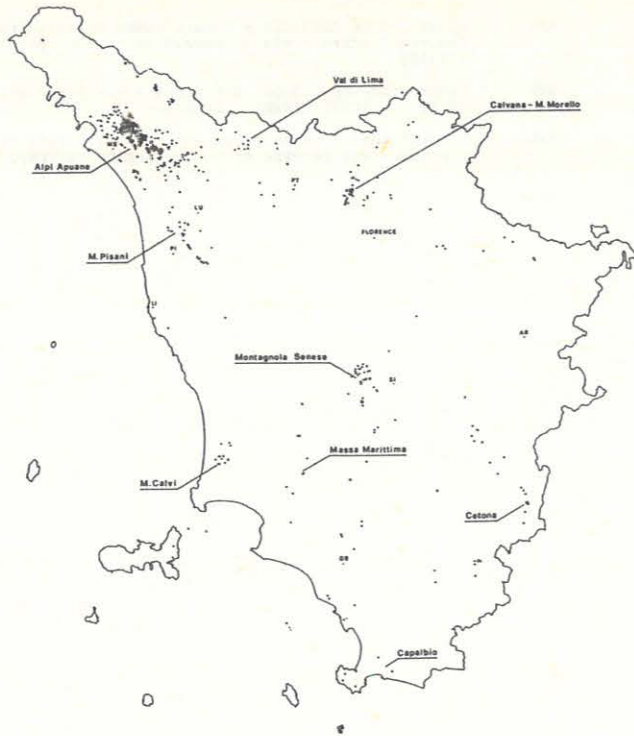 Val di Lima
Calvana - M. Morello
Alpi Apuane
MS
PT
LU
FLORENCE
M. Pisani
PI
LI
AR
Montagnola Senese
SI
Massa Marittima
M. Calvi
Cetona
GR
Capalbio